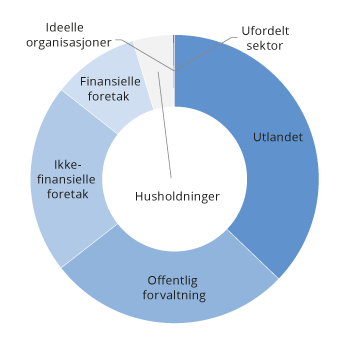 Ideelle
organisasjoner
Ufordelt
sektor
Finansielle
foretak
Utlandet
Ikke-
finansielle
foretak
Husholdninger
Offentlig
forvaltning